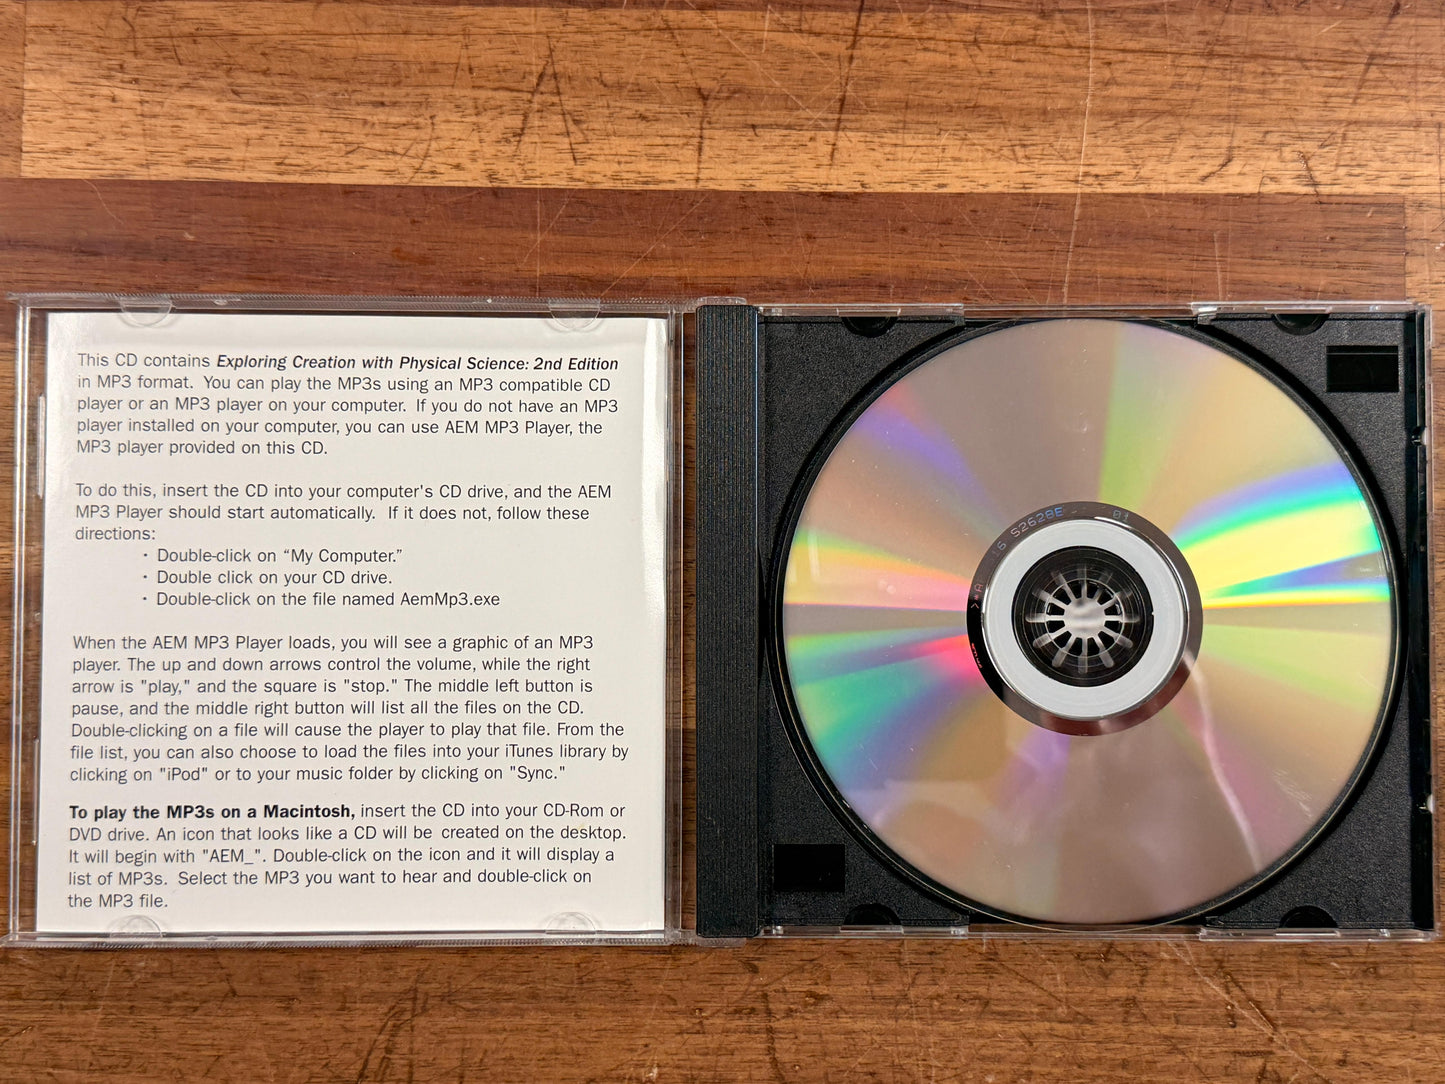 This CD contains Exploring Creation with Physical Science: 2nd Edition
in MP3 format. You can play the MP3s using an MP3 compatible CD
player or an MP3 player on your computer. If you do not have an MP3
player installed on your computer, you can use AEM MP3 Player, the
MP3 player provided on this CD.
To do this, insert the CD into your computer's CD drive, and the AEM
MP3 Player should start automatically. If it does not, follow these
directions:
· Double-click on “My Computer.”
· Double click on your CD drive.
· Double-click on the file named AemMp3.exe
When the AEM MP3 Player loads, you will see a graphic of an MP3
player. The up and down arrows control the volume, while the right
arrow is "play," and the square is "stop." The middle left button is
pause, and the middle right button will list all the files on the CD.
Double-clicking on a file will cause the player to play that file. From the
file list, you can also choose to load the files into your iTunes library by
clicking on "iPod" or to your music folder by clicking on "Sync."
To play the MP3s on a Macintosh, insert the CD into your CD-Rom or
DVD drive. An icon that looks like a CD will be created on the desktop.
It will begin with "AEM_". Double-click on the icon and it will display a
list of MP3s. Select the MP3 you want to hear and double-click on
the MP3 file.
S2628E
01